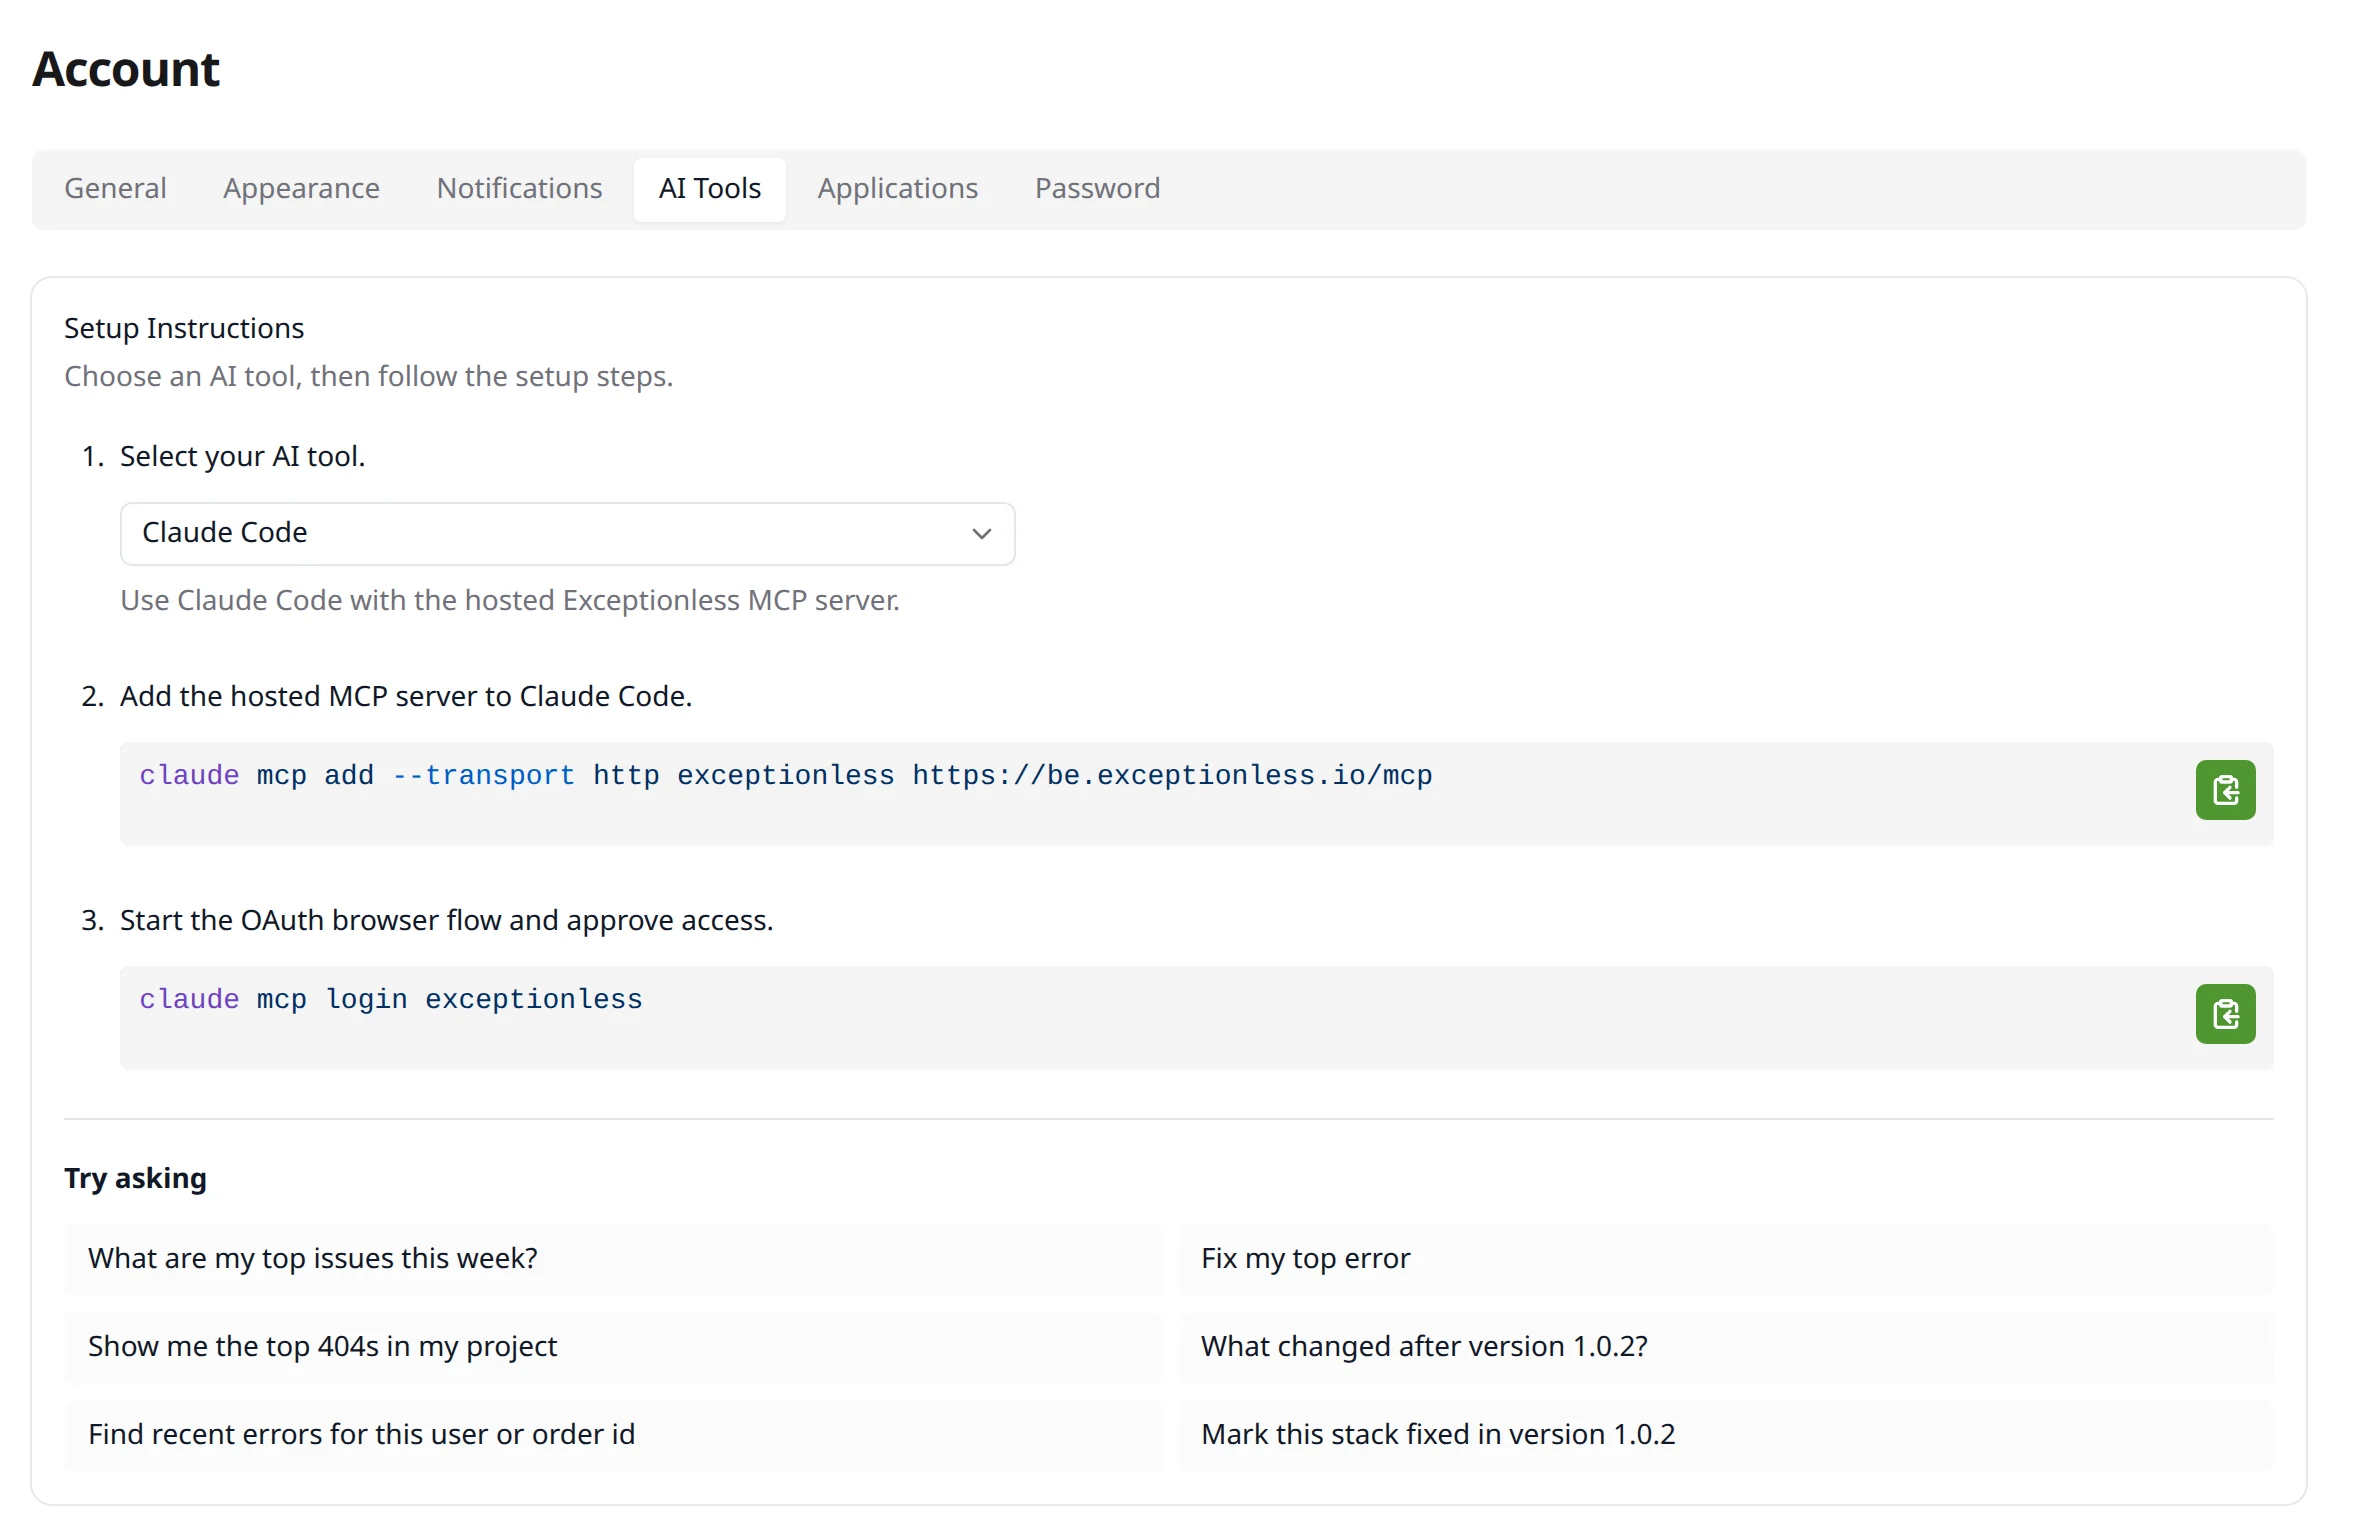 Account
General Appearance Notifications AI Tools Applications Password
Setup Instructions
Choose an AI tool, then follow the setup steps.
1. Select your AI tool.
Claude Code
Use Claude Code with the hosted Exceptionless MCP server.
2. Add the hosted MCP server to Claude Code.
claude mcp add --transport http exceptionless https://be.exceptionless.io/mcp
3. Start the OAuth browser flow and approve access.
claude mcp login exceptionless
Try asking
What are my top issues this week?
Fix my top error
Show me the top 404s in my project
What changed after version 1.0.2?
Find recent errors for this user or order id
Mark this stack fixed in version 1.0.2